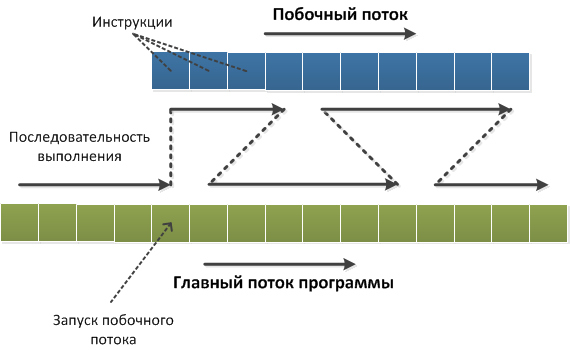 Побочный поток
Инструкции
Последовательность
выполнения
Главный поток программы
Запуск побочного
потока